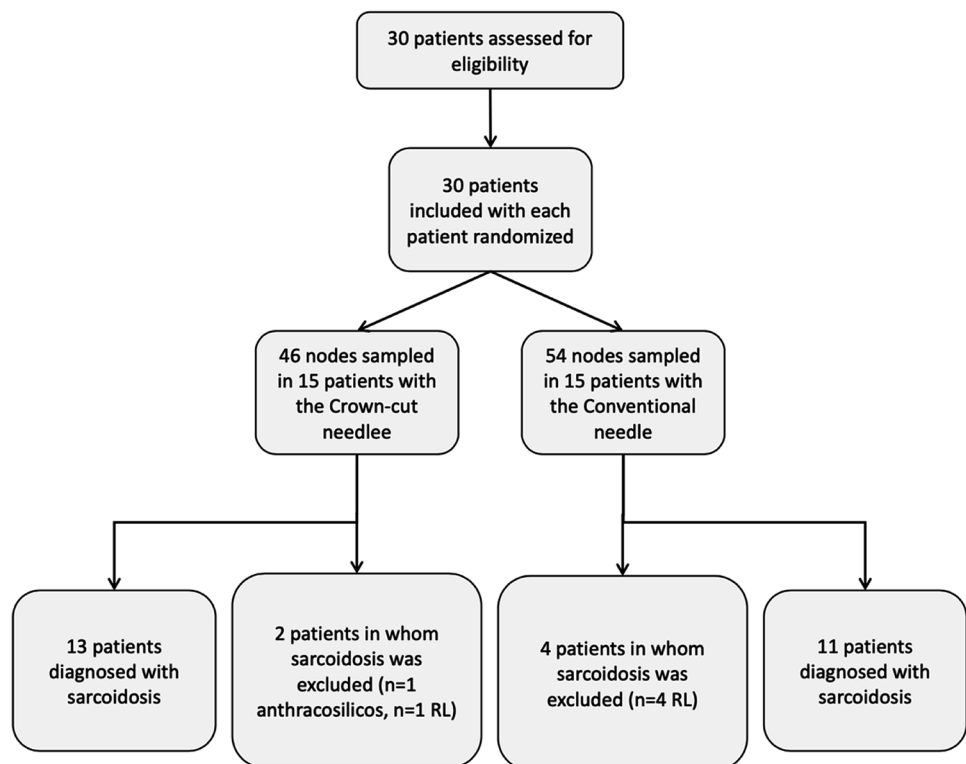 30 patients assessed for
eligibility
30 patients
included with each
patient randomized
46 nodes sampled
in 15 patients with
the Crown-cut
needlee
54 nodes sampled
in 15 patients with
the Conventional
needle
13 patients
diagnosed with
sarcoidosis
2 patients in whom
sarcoidosis was
excluded (n=1
anthracosilicos, n=1 RL)
4 patients in whom
sarcoidosis was
excluded (n=4 RL)
11 patients
diagnosed with
sarcoidosis